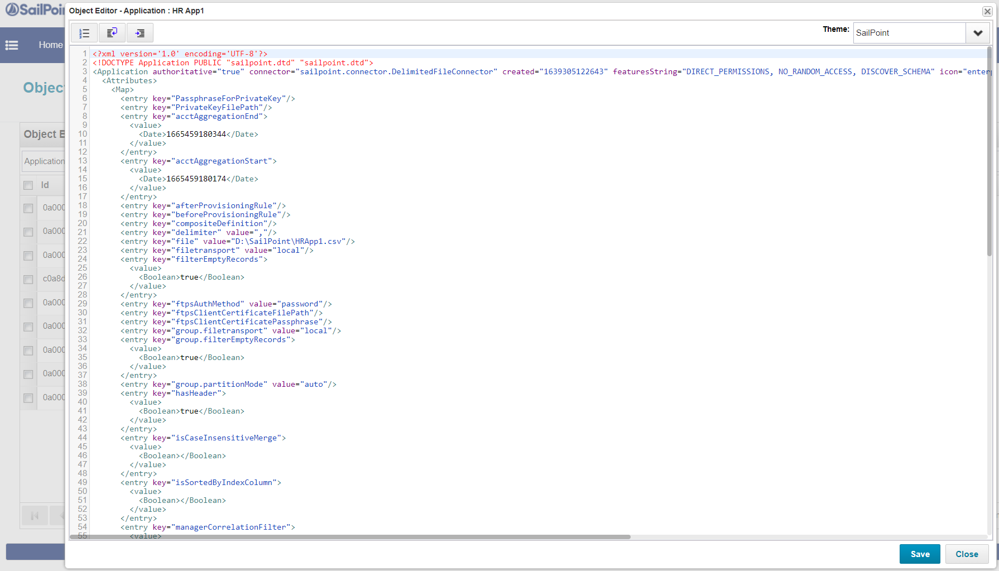 SailPoi
Object Editor - Application : HR App1
Theme:
SailPoint
Home
Objec
Object E
Application
Id
0a000
0a000
0a000
c0a8d
0a000
0a000
0a000
0a000
0a000
1 <?xml version='1.0' encoding='UTF-8'?>
2 <!DOCTYPE Application PUBLIC "sailpoint.dtd" "sailpoint.dtd">
3 <Application authoritative="true" connector="sailpoint.connector.DelimitedFileConnector" created="1639305122643" featuresString="DIRECT_PERMISSIONS, NO_RANDOM_ACCESS, DISCOVER_SCHEMA" icon="enter
4 <Attributes>
5 <Map>
6 <entry key="PassphraseForPrivateKey"/>
7 <entry key="PrivateKeyFilePath"/>
8 <entry key="acctAggregationEnd">
9 <value>
10 <Date>1665459180344</Date>
11 </value>
12 </entry>
13 <entry key="acctAggregationStart">
14 <value>
15 <Date>1665459180174</Date>
16 </value>
17 </entry>
18 <entry key="afterProvisioningRule"/>
19 <entry key="beforeProvisioningRule"/>
20 <entry key="compositeDefinition"/>
21 <entry key="delimiter" value=","/>
22 <entry key="file" value="D:\SailPoint\HRApp1.csv"/>
23 <entry key="filetransport" value="local"/>
24 <entry key="filterEmptyRecords">
25 <value>
26 <Boolean>true</Boolean>
27 </value>
28 </entry>
29 <entry key="ftpsAuthMethod" value="password"/>
30 <entry key="ftpsClientCertificateFilePath"/>
31 <entry key="ftpsClientCertificatePassphrase"/>
32 <entry key="group.filetransport" value="local"/>
33 <entry key="group.filterEmptyRecords">
34 <value>
35 <Boolean>true</Boolean>
36 </value>
37 </entry>
38 <entry key="group.partitionMode" value="auto"/>
39 <entry key="hasHeader">
40 <value>
41 <Boolean>true</Boolean>
42 </value>
43 </entry>
44 <entry key="isCaseInsensitiveMerge">
45 <value>
46 <Boolean></Boolean>
47 </value>
48 </entry>
49 <entry key="isSortedByIndexColumn">
50 <value>
51 <Boolean></Boolean>
52 </value>
53 </entry>
54 <entry key="managerCorrelationFilter">
55 <value>
Save
Close